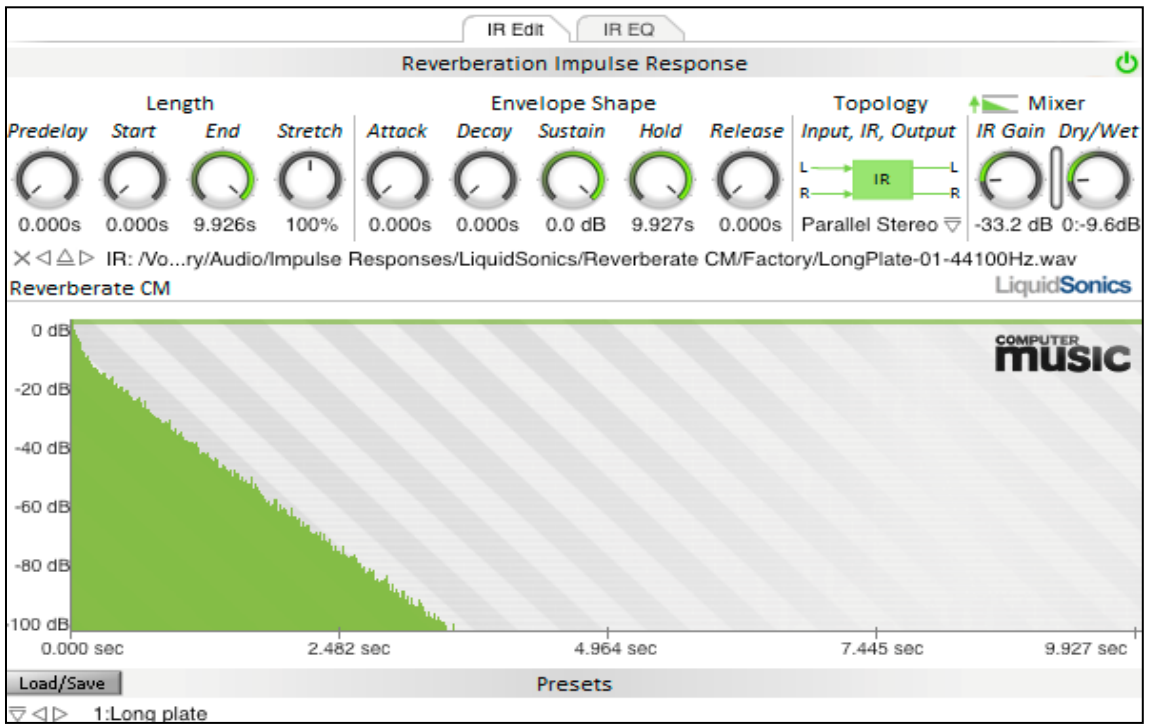 IR Edit IR EQ
Reverberation Impulse Response
Length Envelope Shape Topology Mixer
Predelay Start End Stretch Attack Decay Sustain Hold Release Input, IR, Output IR Gain Dry/Wet
L L
IR
R R
0.000s 0.000s 9.926s 100% 0.000s 0.000s 0.0 dB 9.927s 0.000s Parallel Stereo -33.2 dB 0:-9.6dB
IR: /Vo...ry/Audio/Impulse Responses/LiquidSonics/Reverberate CM/Factory/LongPlate-01-44100Hz.wav
Reverberate CM LiquidSonics
0 dB
COMPUTER
music
-20 dB
-40 dB
-60 dB
-80 dB
-100 dB
0.000 sec 2.482 sec 4.964 sec 7.445 sec 9.927 sec
Load/Save Presets
1:Long plate